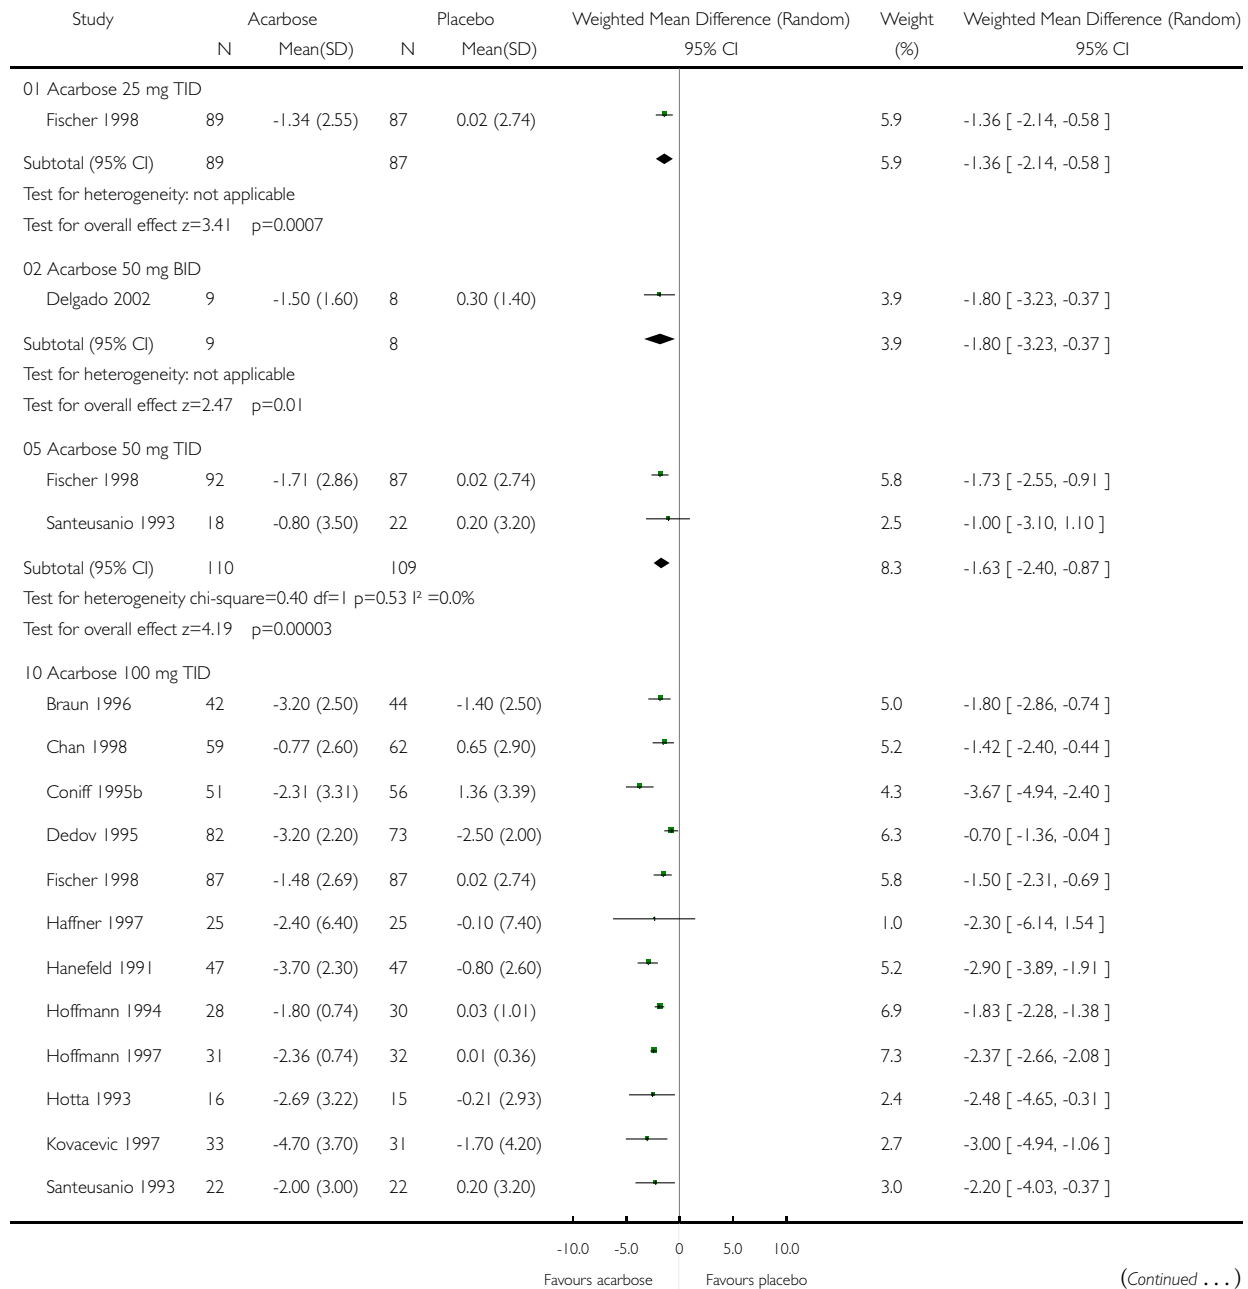 Study Acarbose Placebo Weighted Mean Difference (Random) Weight Weighted Mean Difference (Random)
N Mean(SD) N Mean(SD) 95% CI (%) 95% CI
01 Acarbose 25 mg TID
Fischer 1998 89 -1.34 (2.55) 87 0.02 (2.74) 5.9 -1.36 [ -2.14, -0.58 ]
Subtotal (95% CI) 89 87 5.9 -1.36 [ -2.14, -0.58 ]
Test for heterogeneity: not applicable
Test for overall effect z=3.41 p=0.0007
02 Acarbose 50 mg BID
Delgado 2002 9 -1.50 (1.60) 8 0.30 (1.40) 3.9 -1.80 [ -3.23, -0.37 ]
Subtotal (95% CI) 9 8 3.9 -1.80 [ -3.23, -0.37 ]
Test for heterogeneity: not applicable
Test for overall effect z=2.47 p=0.01
05 Acarbose 50 mg TID
Fischer 1998 92 -1.71 (2.86) 87 0.02 (2.74) 5.8 -1.73 [ -2.55, -0.91 ]
Santeusanio 1993 18 -0.80 (3.50) 22 0.20 (3.20) 2.5 -1.00 [ -3.10, 1.10 ]
Subtotal (95% CI) 110 109 8.3 -1.63 [ -2.40, -0.87 ]
Test for heterogeneity chi-square=0.40 df=1 p=0.53 I² =0.0%
Test for overall effect z=4.19 p=0.00003
10 Acarbose 100 mg TID
Braun 1996 42 -3.20 (2.50) 44 -1.40 (2.50) 5.0 -1.80 [ -2.86, -0.74 ]
Chan 1998 59 -0.77 (2.60) 62 0.65 (2.90) 5.2 -1.42 [ -2.40, -0.44 ]
Coniff 1995b 51 -2.31 (3.31) 56 1.36 (3.39) 4.3 -3.67 [ -4.94, -2.40 ]
Dedov 1995 82 -3.20 (2.20) 73 -2.50 (2.00) 6.3 -0.70 [ -1.36, -0.04 ]
Fischer 1998 87 -1.48 (2.69) 87 0.02 (2.74) 5.8 -1.50 [ -2.31, -0.69 ]
Haffner 1997 25 -2.40 (6.40) 25 -0.10 (7.40) 1.0 -2.30 [ -6.14, 1.54 ]
Hanefeld 1991 47 -3.70 (2.30) 47 -0.80 (2.60) 5.2 -2.90 [ -3.89, -1.91 ]
Hoffmann 1994 28 -1.80 (0.74) 30 0.03 (1.01) 6.9 -1.83 [ -2.28, -1.38 ]
Hoffmann 1997 31 -2.36 (0.74) 32 0.01 (0.36) 7.3 -2.37 [ -2.66, -2.08 ]
Hotta 1993 16 -2.69 (3.22) 15 -0.21 (2.93) 2.4 -2.48 [ -4.65, -0.31 ]
Kovacevic 1997 33 -4.70 (3.70) 31 -1.70 (4.20) 2.7 -3.00 [ -4.94, -1.06 ]
Santeusanio 1993 22 -2.00 (3.00) 22 0.20 (3.20) 3.0 -2.20 [ -4.03, -0.37 ]
-10.0 -5.0 0 5.0 10.0
Favours acarbose Favours placebo (Continued . . . )